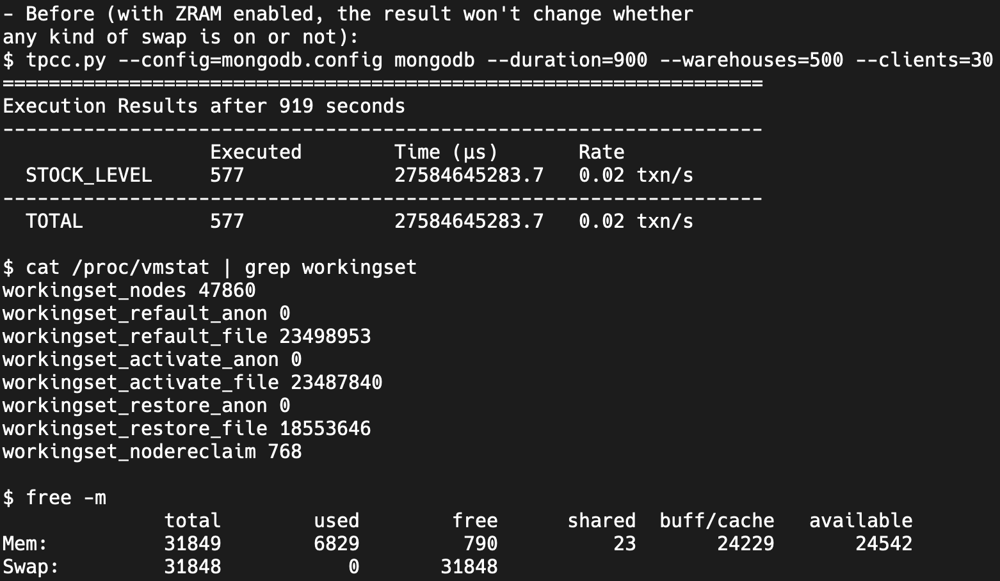 - Before (with ZRAM enabled, the result won't change whether
any kind of swap is on or not):
$ tpcc.py --config=mongodb.config mongodb --duration=900 --warehouses=500 --clients=30
==================================================================
Execution Results after 919 seconds
------------------------------------------------------------------
                  Executed        Time (µs)       Rate
  STOCK_LEVEL     577             27584645283.7   0.02 txn/s
------------------------------------------------------------------
  TOTAL           577             27584645283.7   0.02 txn/s

$ cat /proc/vmstat | grep workingset
workingset_nodes 47860
workingset_refault_anon 0
workingset_refault_file 23498953
workingset_activate_anon 0
workingset_activate_file 23487840
workingset_restore_anon 0
workingset_restore_file 18553646
workingset_nodereclaim 768

$ free -m
              total        used        free      shared  buff/cache   available
Mem:          31849        6829         790          23       24229       24542
Swap:         31848           0       31848